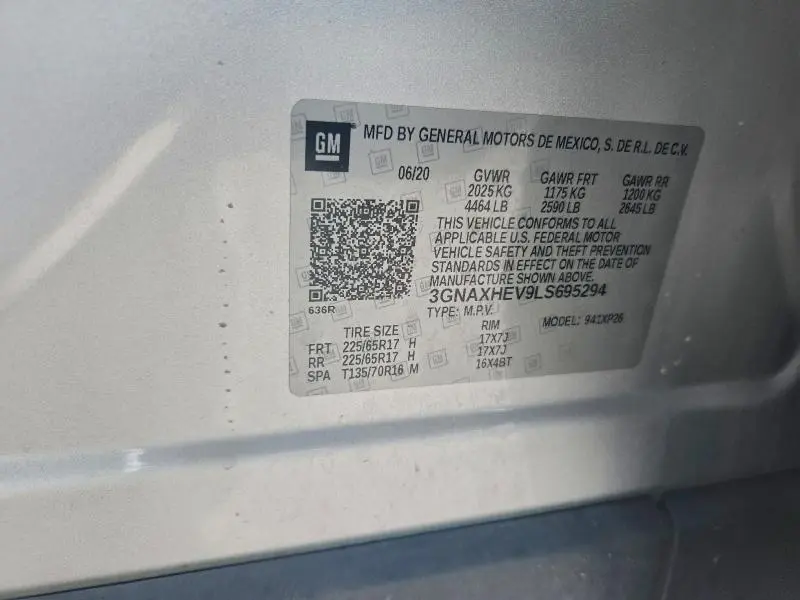 GM MFD BY GENERAL MOTORS DE MEXICO, S. DE R.L. DE C.V.
06/20 GVWR GAWR FRT GAWR RR
2025 KG 1175 KG 1200 KG
4464 LB 2590 LB 2645 LB
THIS VEHICLE CONFORMS TO ALL
APPLICABLE U.S. FEDERAL MOTOR
VEHICLE SAFETY AND THEFT PREVENTION
STANDARDS IN EFFECT ON THE DATE OF
MANUFACTURE SHOWN ABOVE.
3GNAXHEV9LS695294
636R
TYPE: M.P.V. MODEL: 941XP26
TIRE SIZE RIM
FRT 225/65R17 H 17X7J
RR 225/65R17 H 17X7J
SPA T135/70R16 M 16X4BT